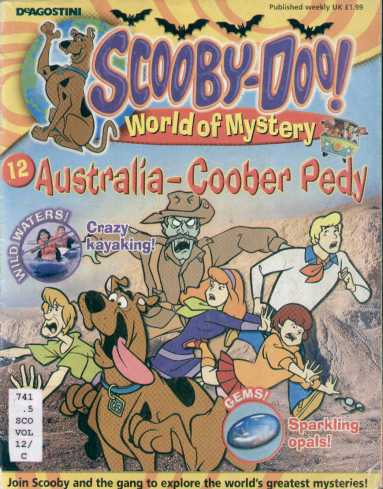 DeAGOSTINI
Published weekly UK £1.99
SCOOBY-DOO!
World of Mystery
12
Australia - Coober Pedy
WILD WATERS!
Crazy
kayaking!
GEMS!
Sparkling
opals!
741
.5
SCO
VOL
12/
C
Join Scooby and the gang to explore the world's greatest mysteries!